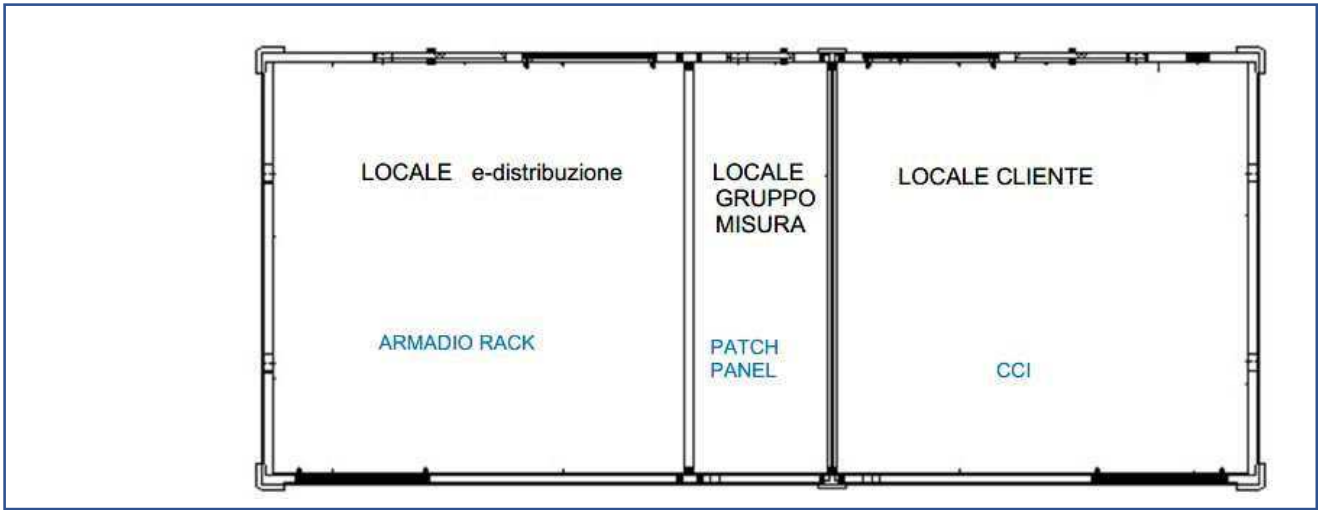 LOCALE e-distribuzione
LOCALE
GRUPPO
MISURA
LOCALE CLIENTE
ARMADIO RACK
PATCH
PANEL
CCI